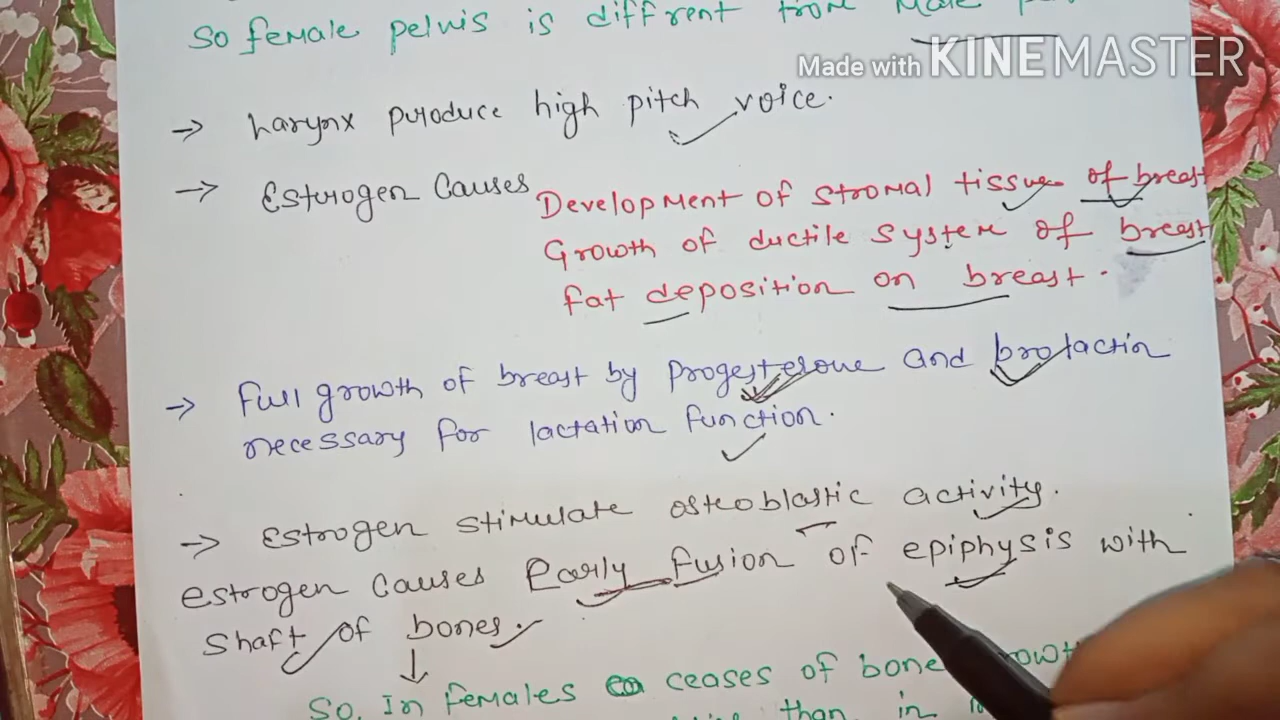 So female pelvis is diffrent from Male
Made with KINEMASTER
→ Larynx produce high pitch voice.
→ Estrogen Causes
Development of stromal tissue of breast
Growth of ductile system of breast
fat deposition on breast.
→ Full growth of breast by progesterone and prolactin
necessary for lactation function.
→ Estrogen stimulate osteoblastic activity.
estrogen causes Early fusion of epiphysis with
Shaft of bones.
↓
So, In females ceases of bone
than in